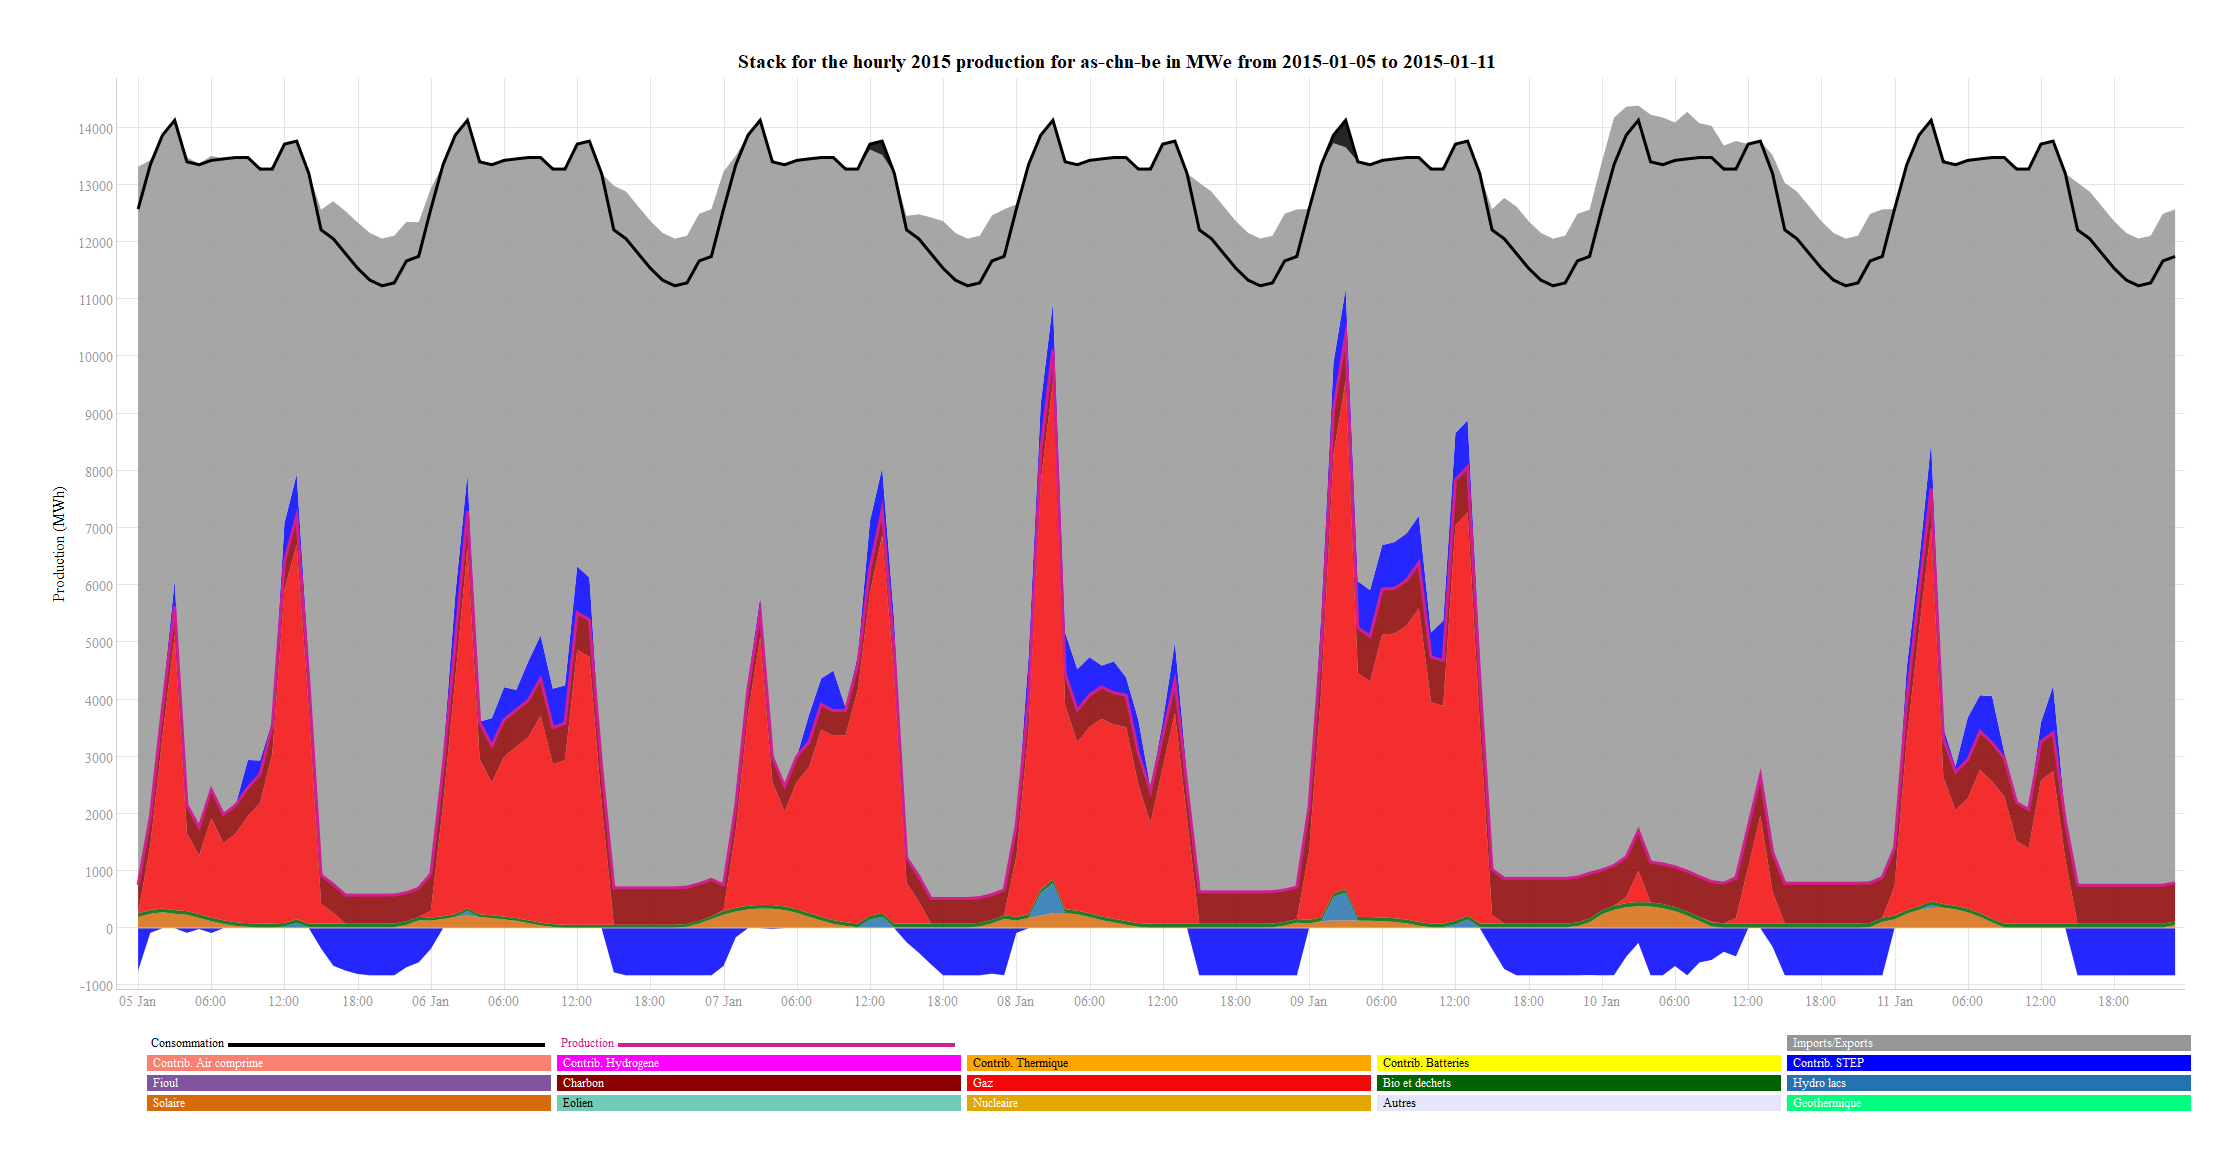 Stack for the hourly 2015 production for as-chn-be in MWe from 2015-01-05 to 2015-01-11
Production (MWh)
14000
13000
12000
11000
10000
9000
8000
7000
6000
5000
4000
3000
2000
1000
0
-1000
05 Jan 06:00 12:00 18:00 06 Jan 06:00 12:00 18:00 07 Jan 06:00 12:00 18:00 08 Jan 06:00 12:00 18:00 09 Jan 06:00 12:00 18:00 10 Jan 06:00 12:00 18:00 11 Jan 06:00 12:00 18:00
Consommation Production Imports/Exports
Contrib. Air comprime Contrib. Hydrogene Contrib. Thermique Contrib. Batteries Contrib. STEP
Fioul Charbon Gaz Bio et dechets Hydro lacs
Solaire Eolien Nucleaire Autres Geothermique